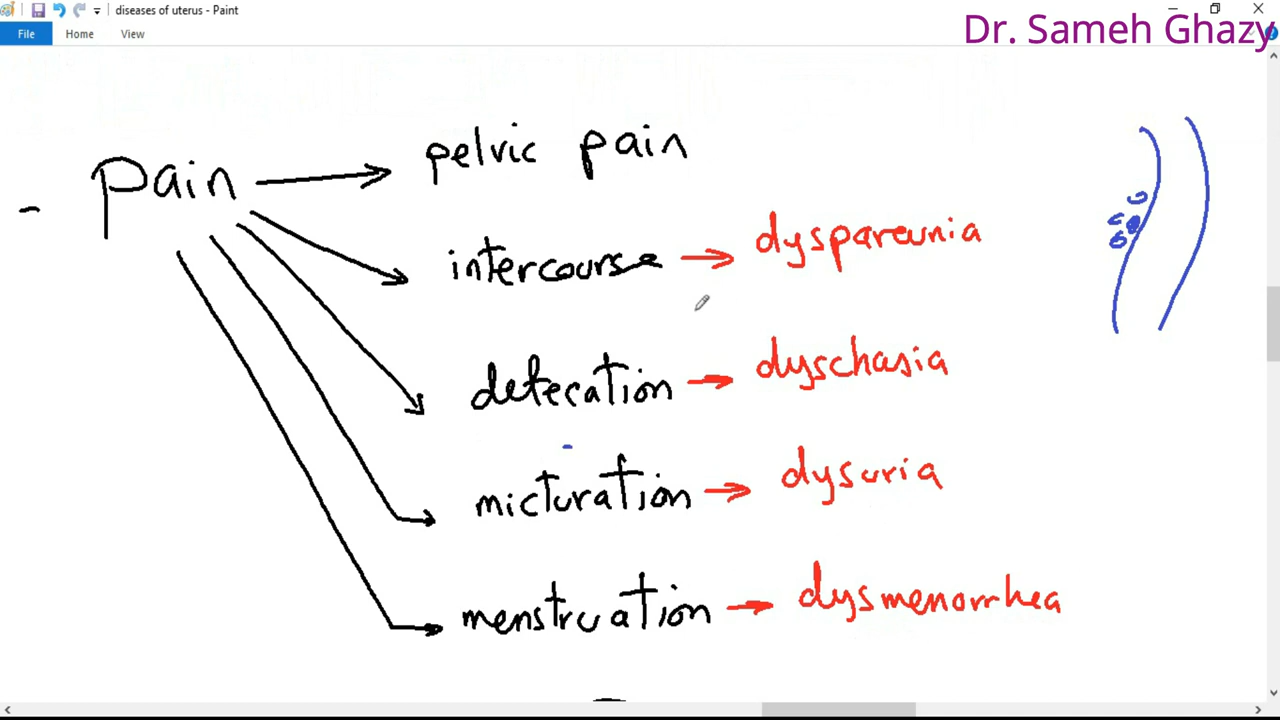 diseases of uterus - Paint
Dr. Sameh Ghazy
File Home View
- Pain → pelvic pain
intercourse → dyspareunia
defecation → dyschasia
micturation → dysuria
menstruation → dysmenorrhea